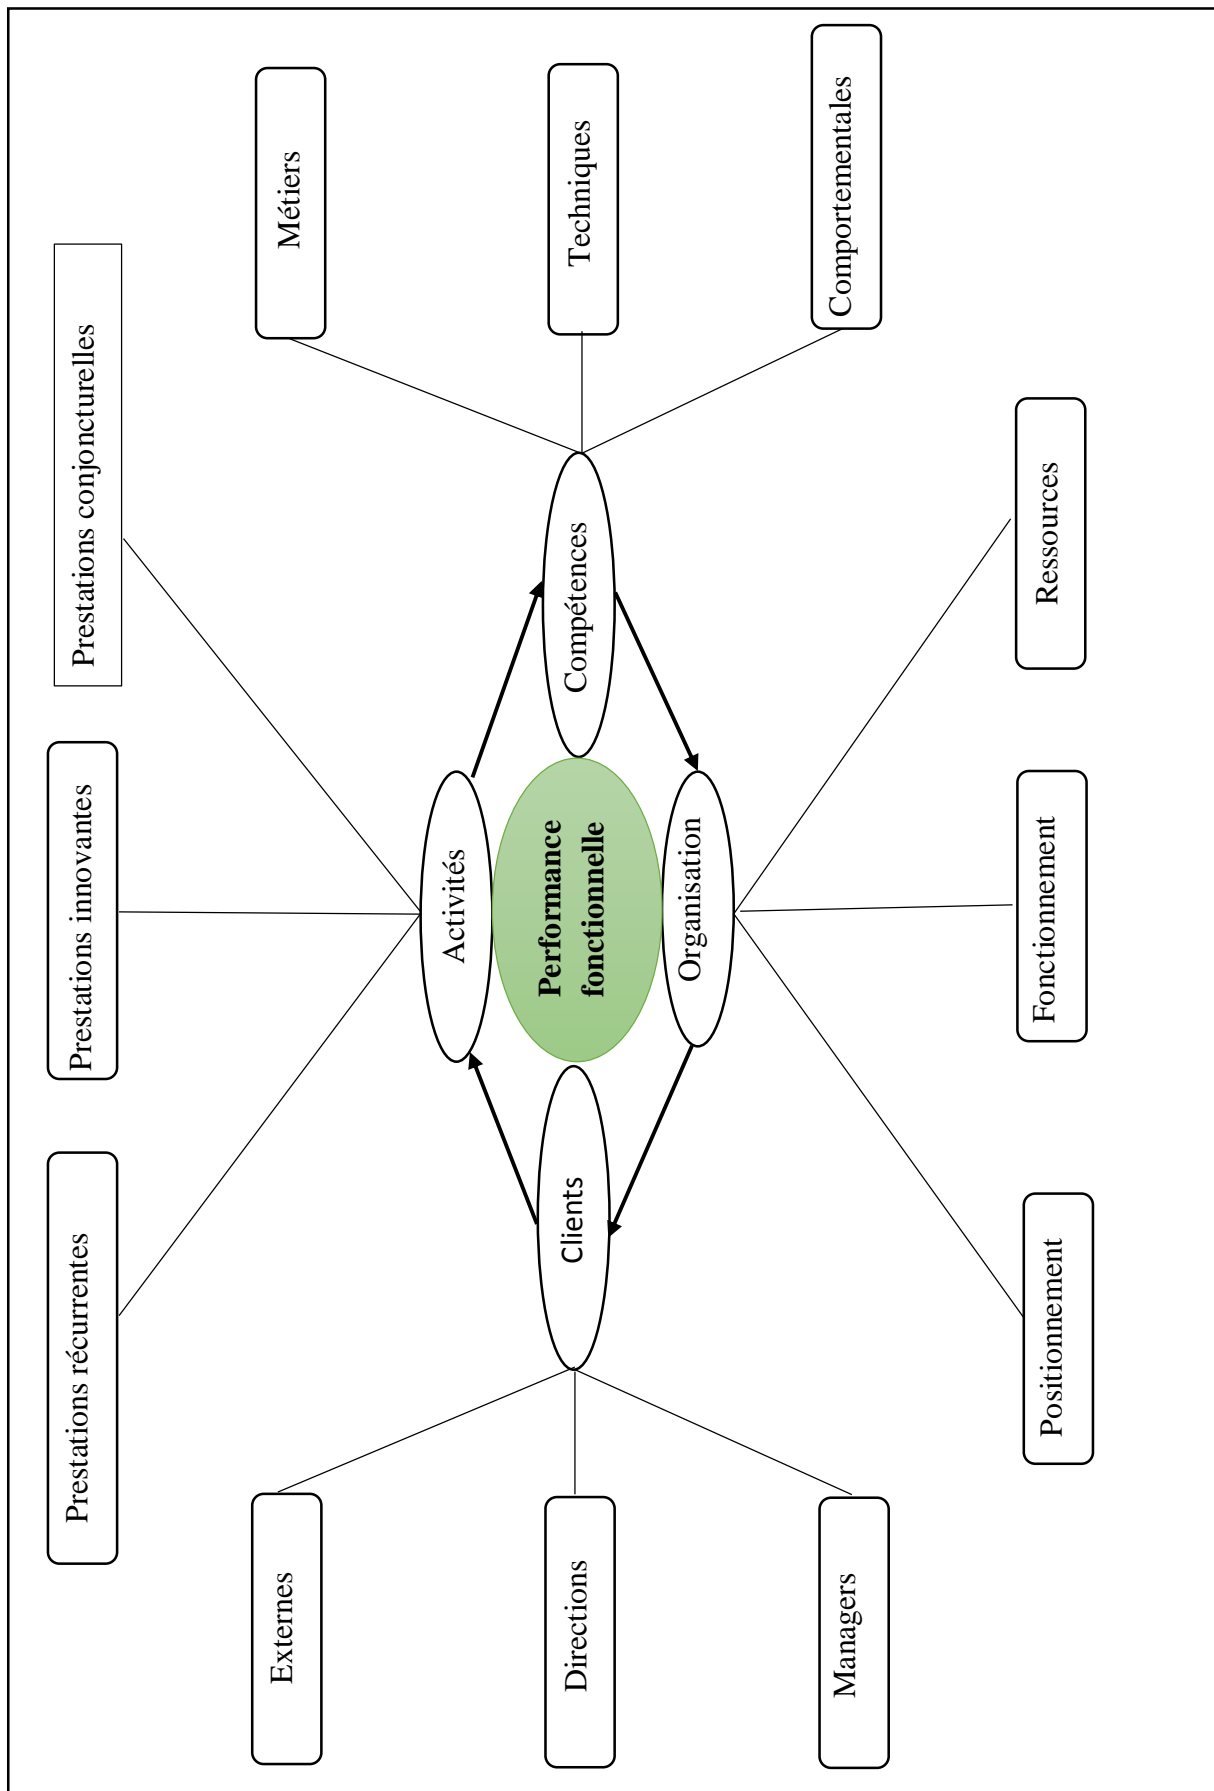 Prestations récurrentes
Prestations innovantes
Prestations conjoncturelles
Externes
Métiers
Activités
Directions
Clients
Performance
fonctionnelle
Compétences
Techniques
Organisation
Managers
Comportementales
Positionnement
Fonctionnement
Ressources